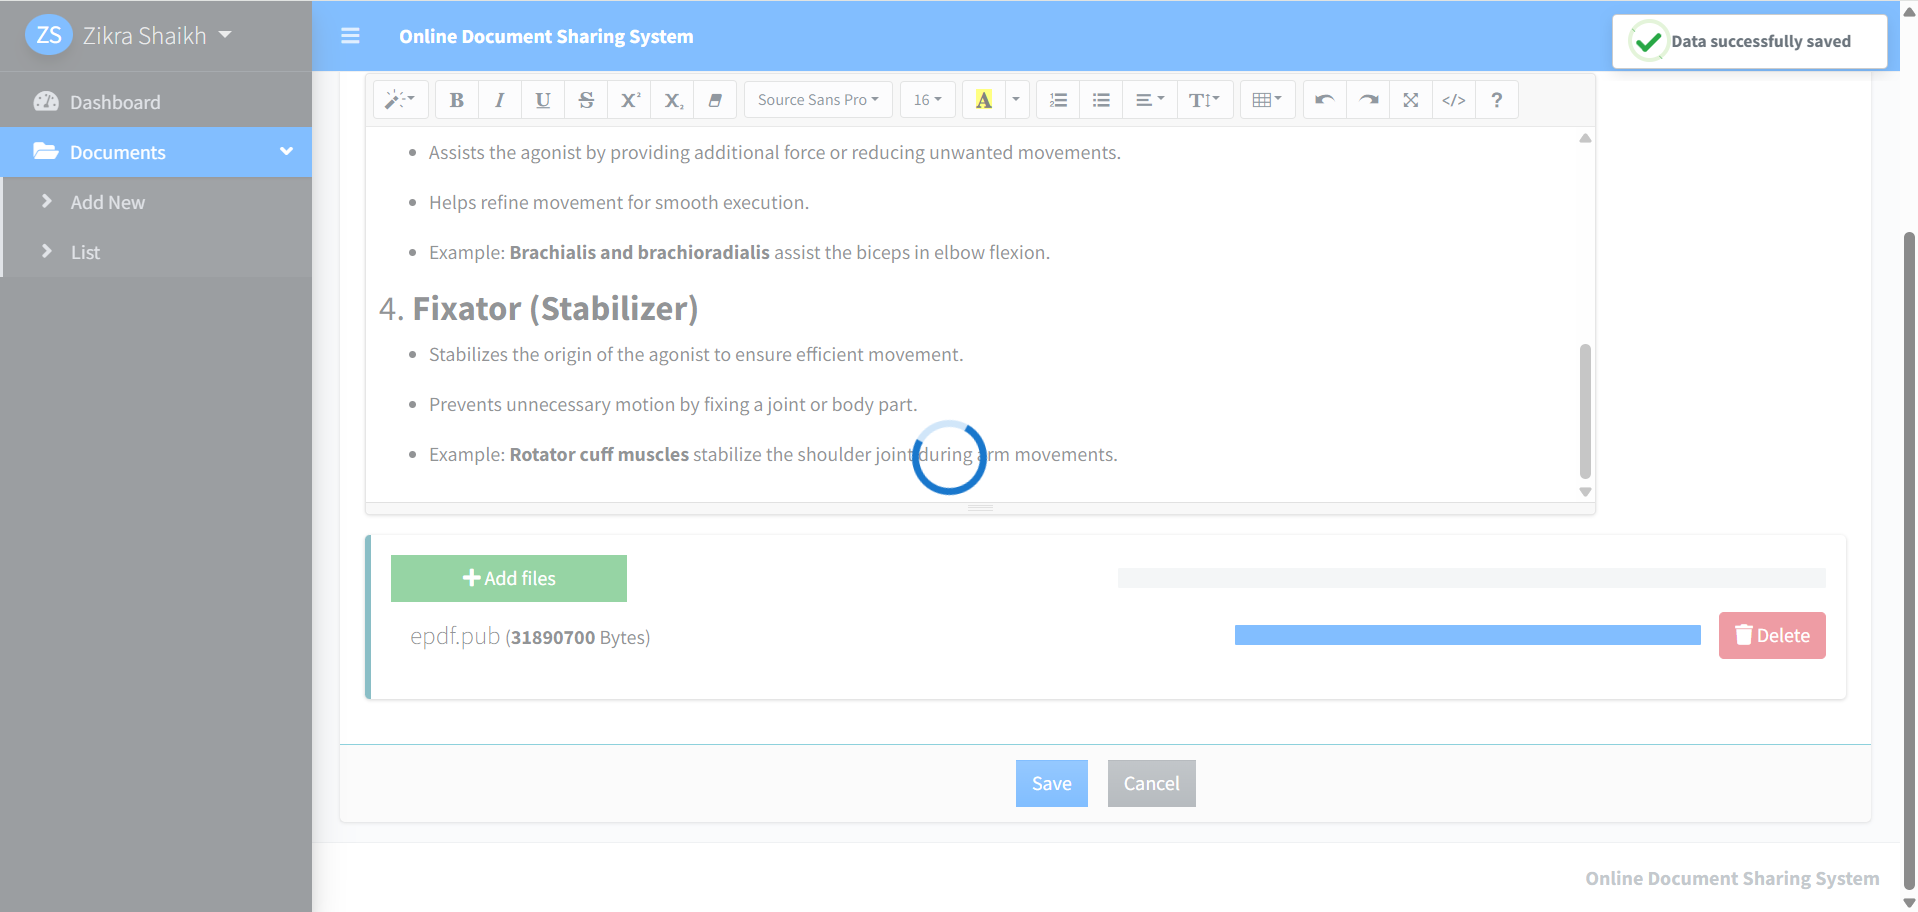 ZS Zikra Shaikh
Online Document Sharing System
Data successfully saved
Dashboard
Documents
Add New
List
B I U S X² X₂ Source Sans Pro 16 A T </> ?
Assists the agonist by providing additional force or reducing unwanted movements.
Helps refine movement for smooth execution.
Example: Brachialis and brachioradialis assist the biceps in elbow flexion.
4. Fixator (Stabilizer)
Stabilizes the origin of the agonist to ensure efficient movement.
Prevents unnecessary motion by fixing a joint or body part.
Example: Rotator cuff muscles stabilize the shoulder joint during arm movements.
Add files
epdf.pub (31890700 Bytes)
Delete
Save
Cancel
Online Document Sharing System